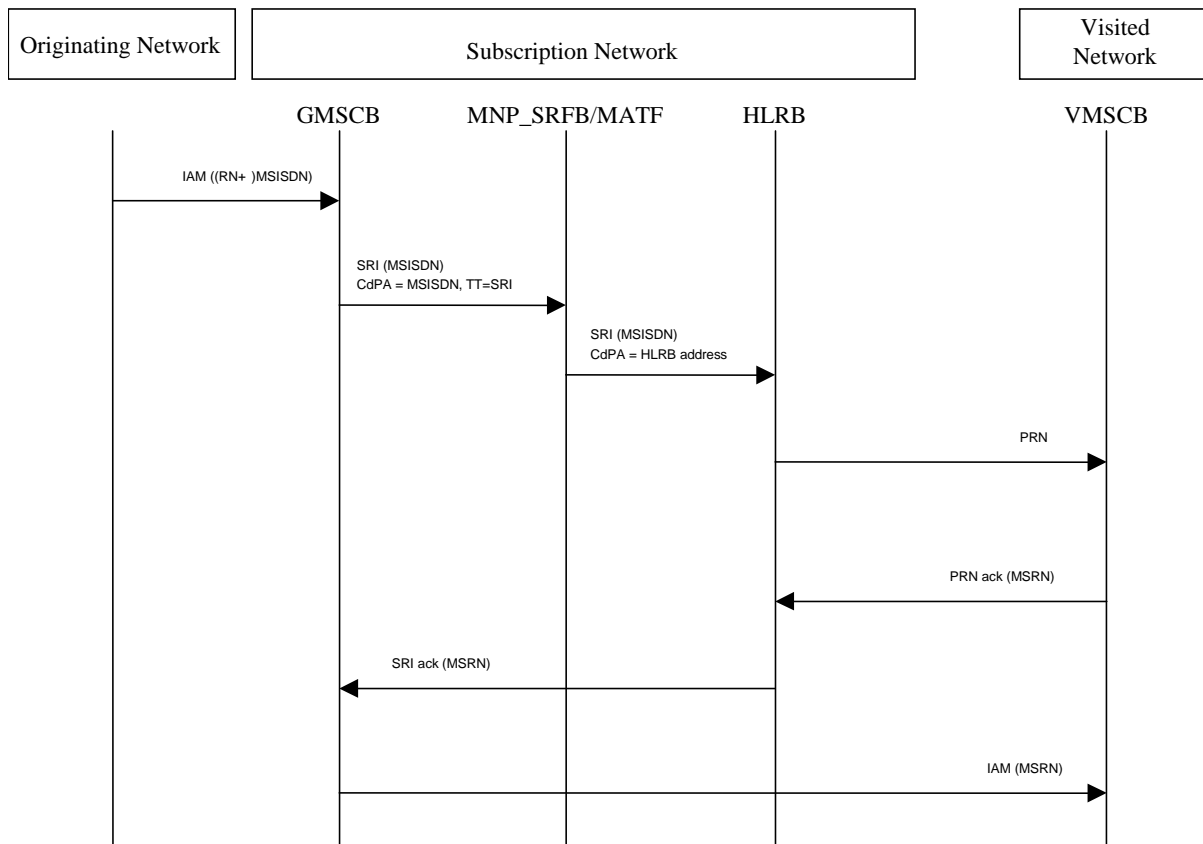 Originating Network
Subscription Network
Visited
Network
GMSCB
MNP_SRFB/MATF
HLRB
VMSCB
IAM ((RN+ )MSISDN)
SRI (MSISDN)
CdPA = MSISDN, TT=SRI
SRI (MSISDN)
CdPA = HLRB address
PRN
PRN ack (MSRN)
SRI ack (MSRN)
IAM (MSRN)